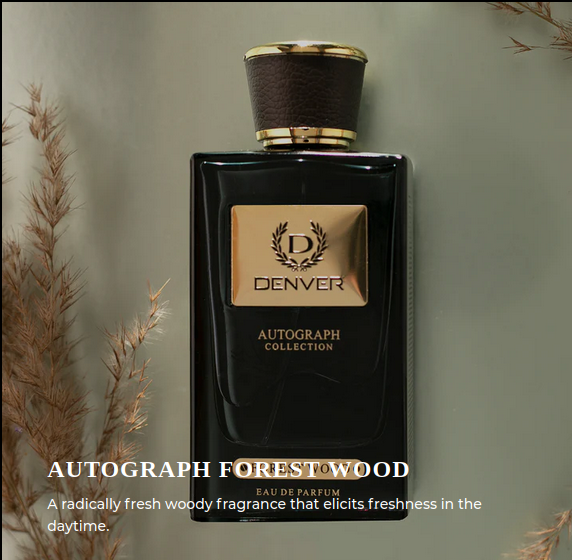 D
DENVER
AUTOGRAPH
COLLECTION
AUTOGRAPH FOREST WOOD
EAU DE PARFUM
A radically fresh woody fragrance that elicits freshness in the
daytime.